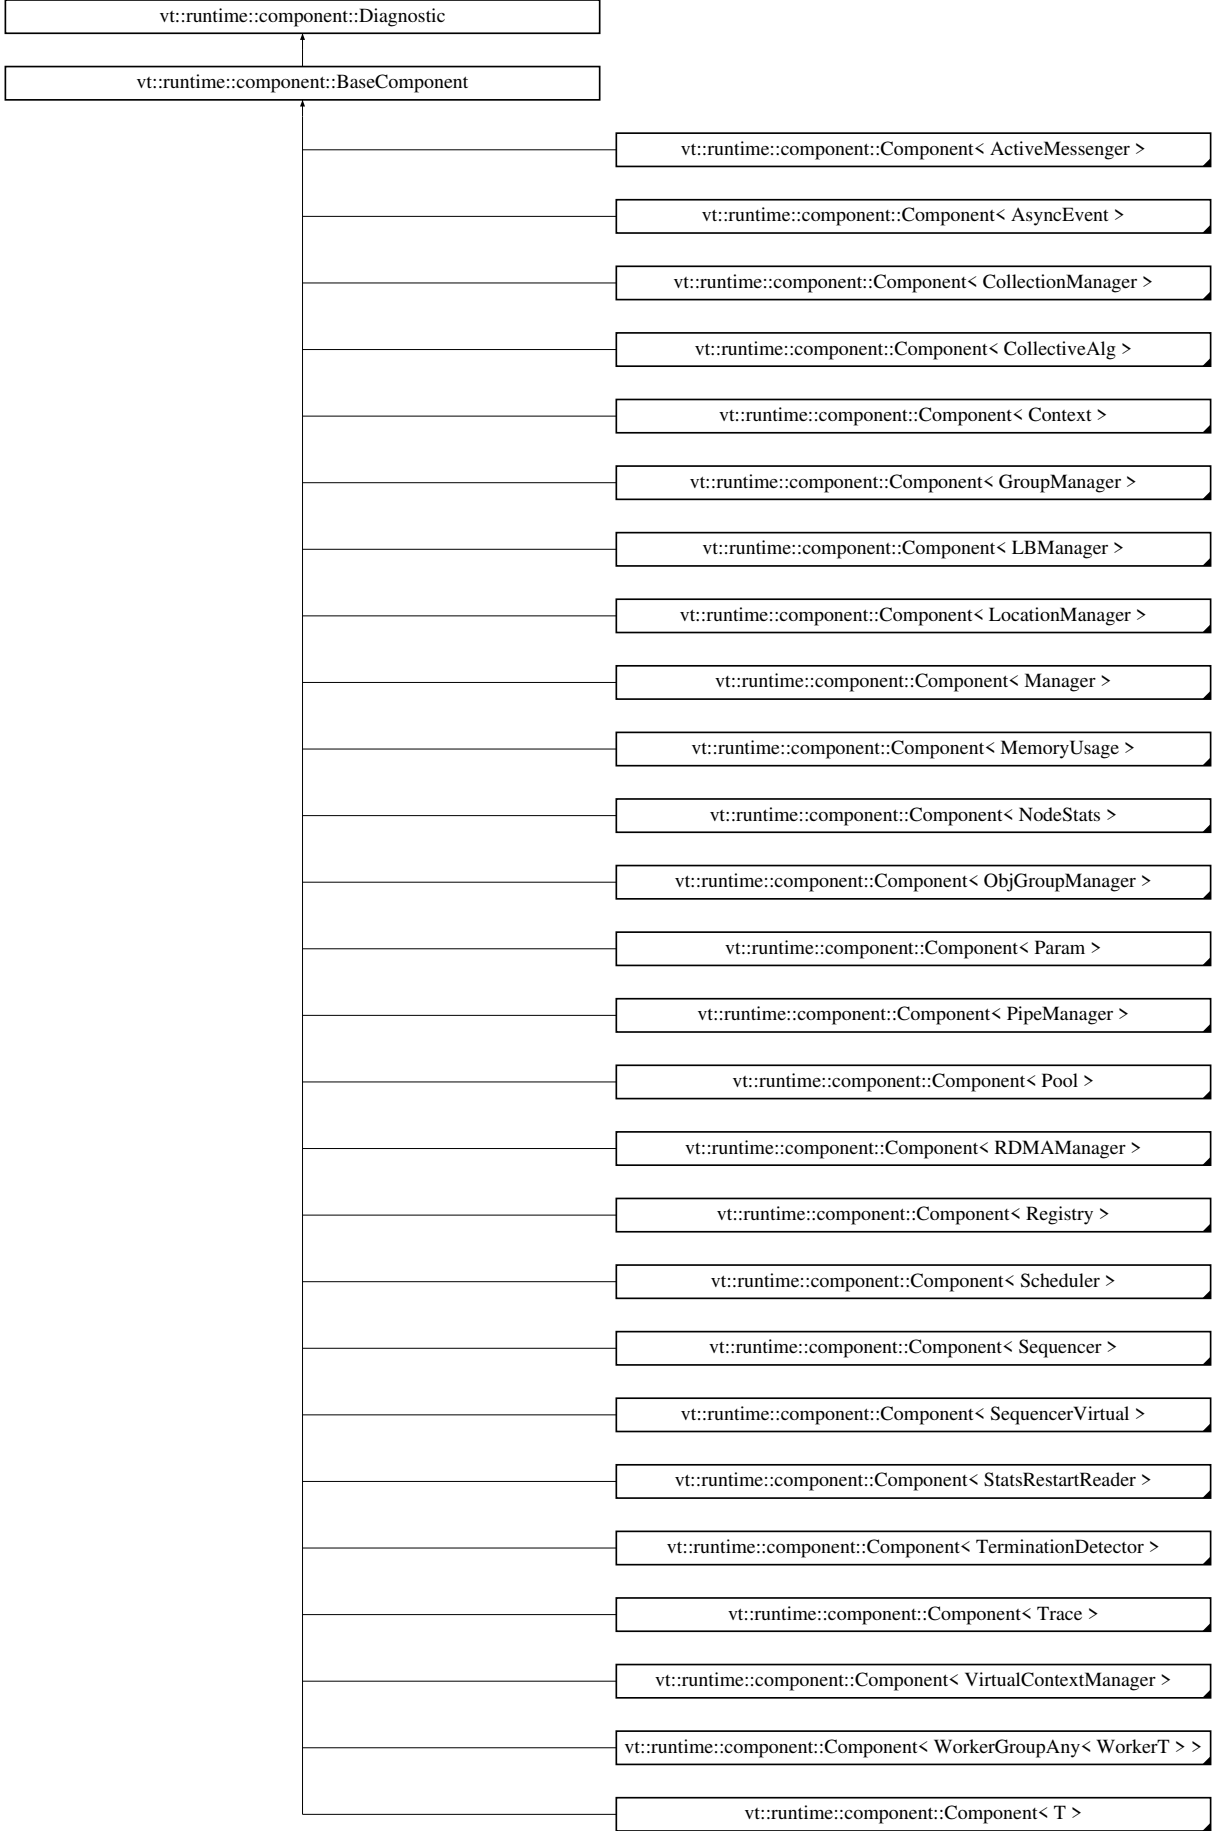 vt::runtime::component::Diagnostic
vt::runtime::component::BaseComponent
vt::runtime::component::Component< ActiveMessenger >
vt::runtime::component::Component< AsyncEvent >
vt::runtime::component::Component< CollectionManager >
vt::runtime::component::Component< CollectiveAlg >
vt::runtime::component::Component< Context >
vt::runtime::component::Component< GroupManager >
vt::runtime::component::Component< LBManager >
vt::runtime::component::Component< LocationManager >
vt::runtime::component::Component< Manager >
vt::runtime::component::Component< MemoryUsage >
vt::runtime::component::Component< NodeStats >
vt::runtime::component::Component< ObjGroupManager >
vt::runtime::component::Component< Param >
vt::runtime::component::Component< PipeManager >
vt::runtime::component::Component< Pool >
vt::runtime::component::Component< RDMAManager >
vt::runtime::component::Component< Registry >
vt::runtime::component::Component< Scheduler >
vt::runtime::component::Component< Sequencer >
vt::runtime::component::Component< SequencerVirtual >
vt::runtime::component::Component< StatsRestartReader >
vt::runtime::component::Component< TerminationDetector >
vt::runtime::component::Component< Trace >
vt::runtime::component::Component< VirtualContextManager >
vt::runtime::component::Component< WorkerGroupAny< WorkerT > >
vt::runtime::component::Component< T >